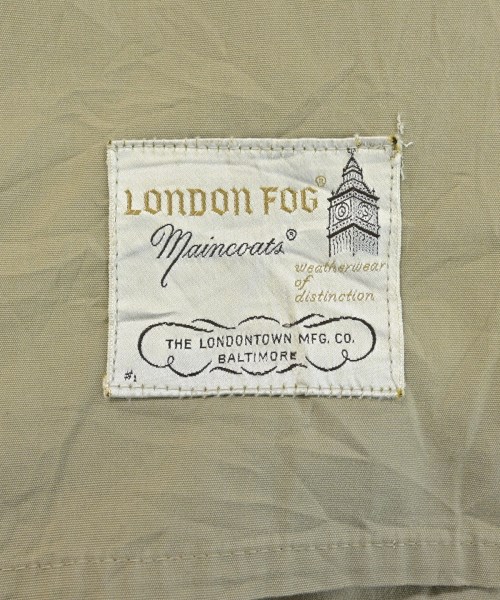 LONDON FOG®
Maincoats®
weatherwear
of
distinction
THE LONDONTOWN MFG. CO.
BALTIMORE
#1